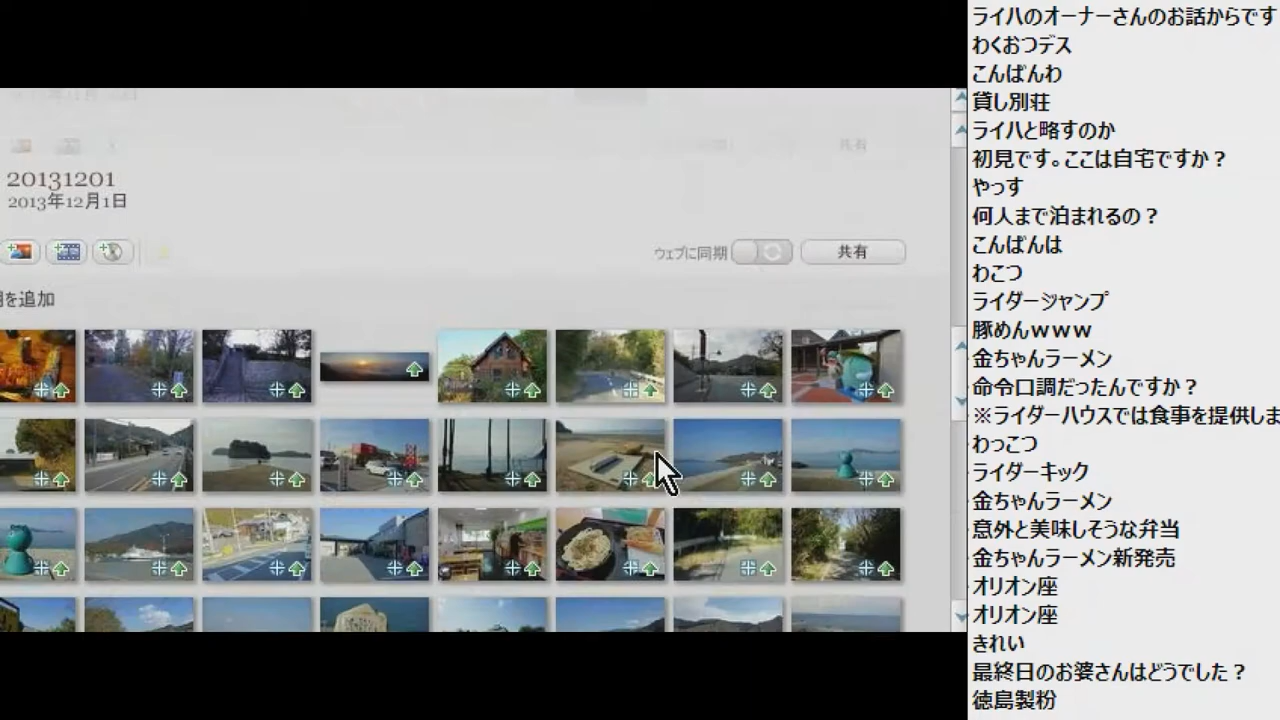 共有
20131201
2013年12月1日
ウェブに同期
共有
を追加
ライハのオーナーさんのお話からです
わくおつデス
こんばんわ
貸し別荘
ライハと略すのか
初見です。ここは自宅ですか？
やっす
何人まで泊まれるの？
こんばんは
わこつ
ライダージャンプ
豚めんｗｗｗ
金ちゃんラーメン
命令口調だったんですか？
※ライダーハウスでは食事を提供しま
わっこつ
ライダーキック
金ちゃんラーメン
意外と美味しそうな弁当
金ちゃんラーメン新発売
オリオン座
オリオン座
きれい
最終日のお婆さんはどうでした？
徳島製粉